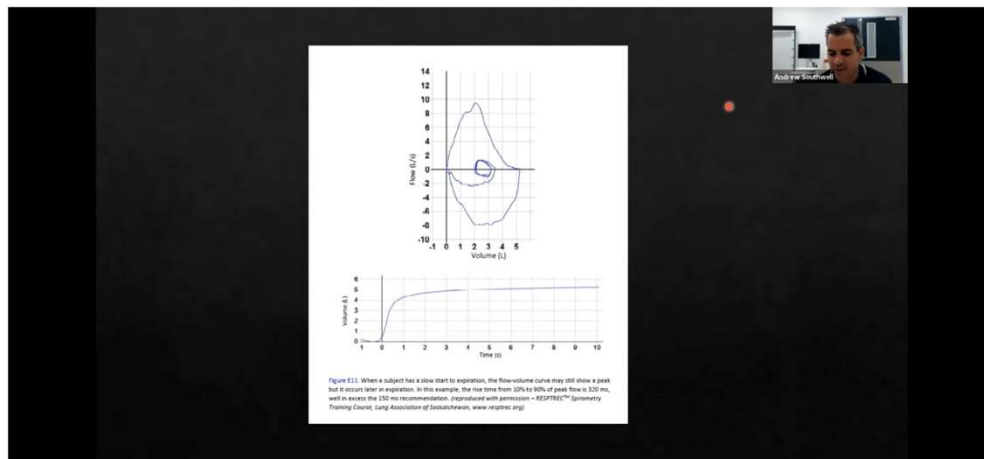 Andrew Southwell
14
12
10
8
6
4
2
0
-2
-4
-6
-8
-10
Flow (L/s)
-1 0 1 2 3 4 5
Volume (L)
6
5
4
3
2
1
0
Volume (L)
1 0 1 2 3 4 5 6 7 8 9 10
Time (s)
Figure E11. When a subject has a slow start to expiration, the flow-volume curve may still show a peak
but it occurs later in expiration. In this example, the rise time from 10% to 90% of peak flow is 320 ms,
well in excess the 150 ms recommendation. (reproduced with permission – RESPTREC™ Spirometry
Training Course, Lung Association of Saskatchewan, www.resptrec.org)